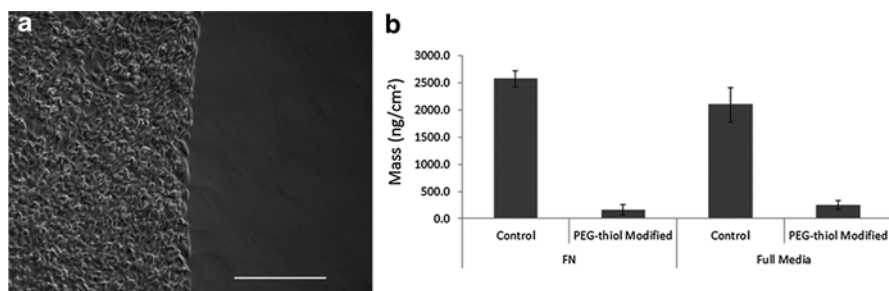 a
b
Mass (ng/cm²)
3000.0
2500.0
2000.0
1500.0
1000.0
500.0
0.0
Control
PEG-thiol Modified
Control
PEG-thiol Modified
FN
Full Media